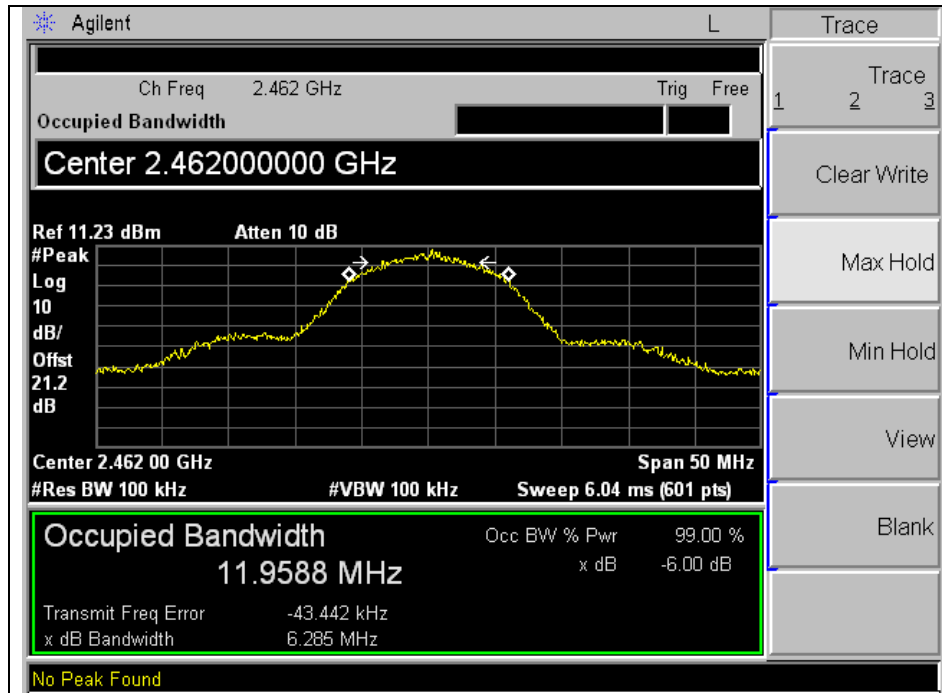 Agilent L Trace
Ch Freq 2.462 GHz Trig Free
Occupied Bandwidth
Center 2.462000000 GHz
Ref 11.23 dBm Atten 10 dB
#Peak
Log
10
dB/
Offst
21.2
dB
Center 2.462 00 GHz Span 50 MHz
#Res BW 100 kHz #VBW 100 kHz Sweep 6.04 ms (601 pts)
Occupied Bandwidth Occ BW % Pwr 99.00 %
11.9588 MHz x dB -6.00 dB
Transmit Freq Error -43.442 kHz
x dB Bandwidth 6.285 MHz
No Peak Found
Trace
1 2 3
Clear Write
Max Hold
Min Hold
View
Blank